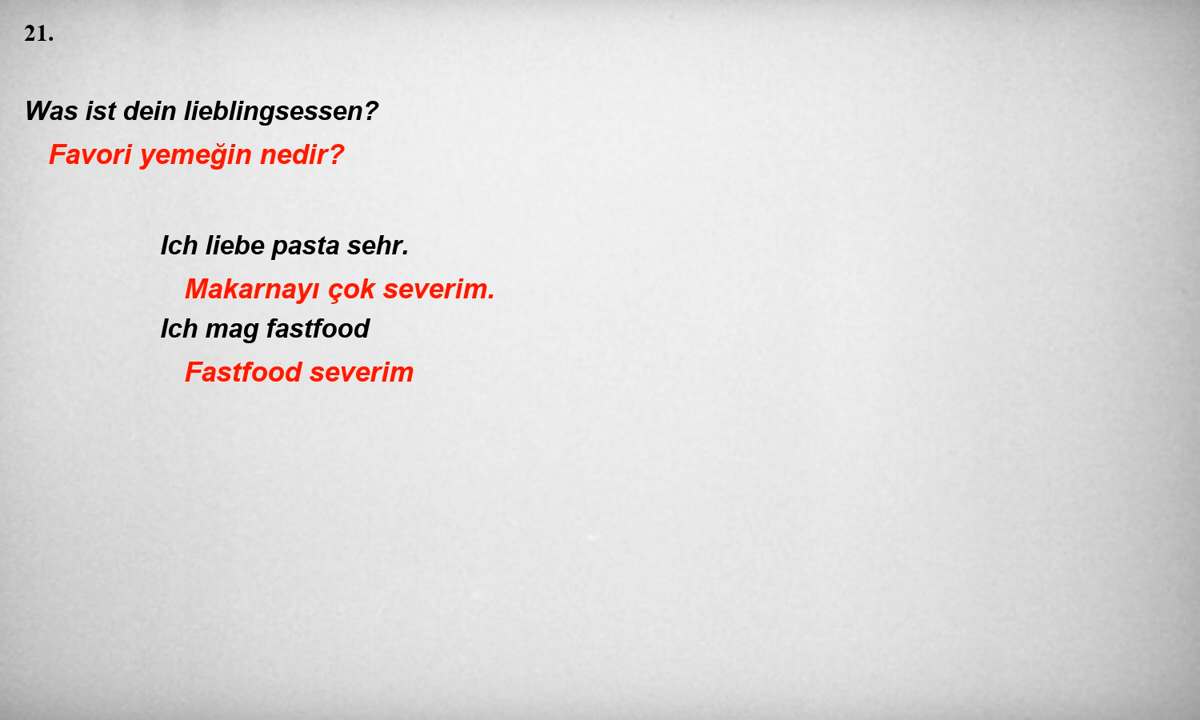 21.
Was ist dein lieblingsessen?
Favori yemeğin nedir?
Ich liebe pasta sehr.
Makarnayı çok severim.
Ich mag fastfood
Fastfood severim